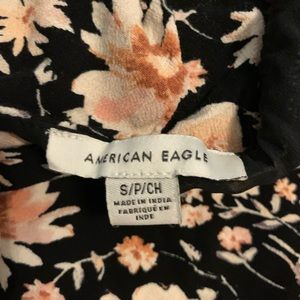 AMERICAN EAGLE
S/P/CH
MADE IN INDIA
FABRIQUÉ EN
INDE